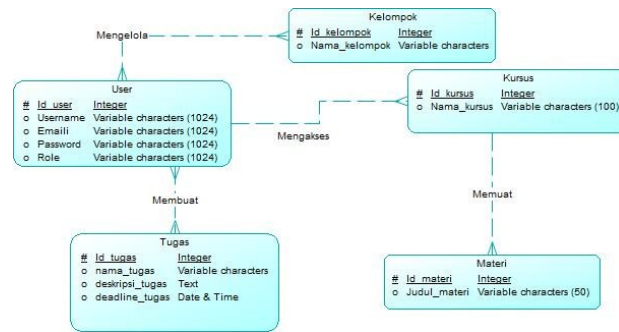 Kelompok
# Id_kelompok Integer
o Nama_kelompok Variable characters
Mengelola
User
# Id_user Integer
o Username Variable characters (1024)
o Emaili Variable characters (1024)
o Password Variable characters (1024)
o Role Variable characters (1024)
Kursus
# Id_kursus Integer
o Nama_kursus Variable characters (100)
Mengakses
Membuat
Memuat
Tugas
# Id_tugas Integer
o nama_tugas Variable characters
o deskripsi_tugas Text
o deadline_tugas Date & Time
Materi
# Id_materi Integer
o Judul_materi Variable characters (50)